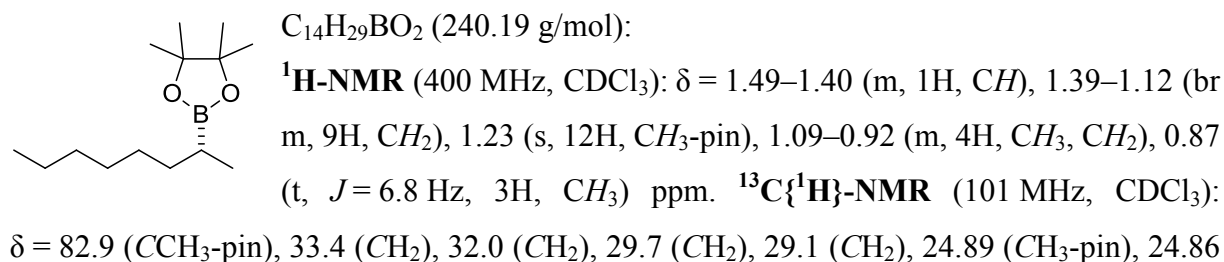 C₁₄H₂₉BO₂ (240.19 g/mol):
¹H-NMR (400 MHz, CDCl₃): δ = 1.49–1.40 (m, 1H, CH), 1.39–1.12 (br
m, 9H, CH₂), 1.23 (s, 12H, CH₃-pin), 1.09–0.92 (m, 4H, CH₃, CH₂), 0.87
(t, J = 6.8 Hz, 3H, CH₃) ppm. ¹³C{¹H}-NMR (101 MHz, CDCl₃):
δ = 82.9 (CCH₃-pin), 33.4 (CH₂), 32.0 (CH₂), 29.7 (CH₂), 29.1 (CH₂), 24.89 (CH₃-pin), 24.86
O O
B